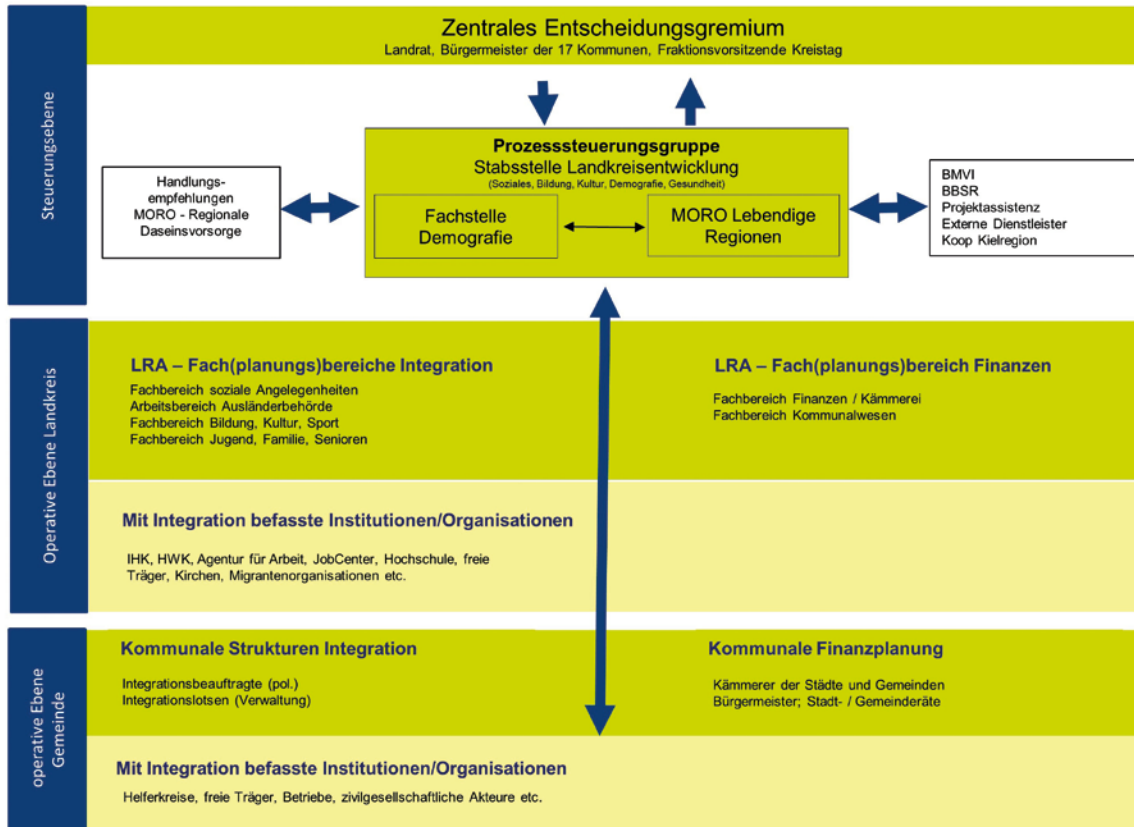 Steuerungsebene
Zentrales Entscheidungsgremium
Landrat, Bürgermeister der 17 Kommunen, Fraktionsvorsitzende Kreistag
Handlungs-
empfehlungen
MORO - Regionale
Daseinsvorsorge
Prozesssteuerungsgruppe
Stabsstelle Landkreisentwicklung
(Soziales, Bildung, Kultur, Demografie, Gesundheit)
Fachstelle
Demografie
MORO Lebendige
Regionen
BMVI
BBSR
Projektassistenz
Externe Dienstleister
Koop Kielregion
Operative Ebene Landkreis
LRA – Fach(planungs)bereiche Integration
Fachbereich soziale Angelegenheiten
Arbeitsbereich Ausländerbehörde
Fachbereich Bildung, Kultur, Sport
Fachbereich Jugend, Familie, Senioren
LRA – Fach(planungs)bereich Finanzen
Fachbereich Finanzen / Kämmerei
Fachbereich Kommunalwesen
Mit Integration befasste Institutionen/Organisationen
IHK, HWK, Agentur für Arbeit, JobCenter, Hochschule, freie
Träger, Kirchen, Migrantenorganisationen etc.
operative Ebene
Gemeinde
Kommunale Strukturen Integration
Integrationsbeauftragte (pol.)
Integrationslotsen (Verwaltung)
Kommunale Finanzplanung
Kämmerer der Städte und Gemeinden
Bürgermeister; Stadt- / Gemeinderäte
Mit Integration befasste Institutionen/Organisationen
Helferkreise, freie Träger, Betriebe, zivilgesellschaftliche Akteure etc.